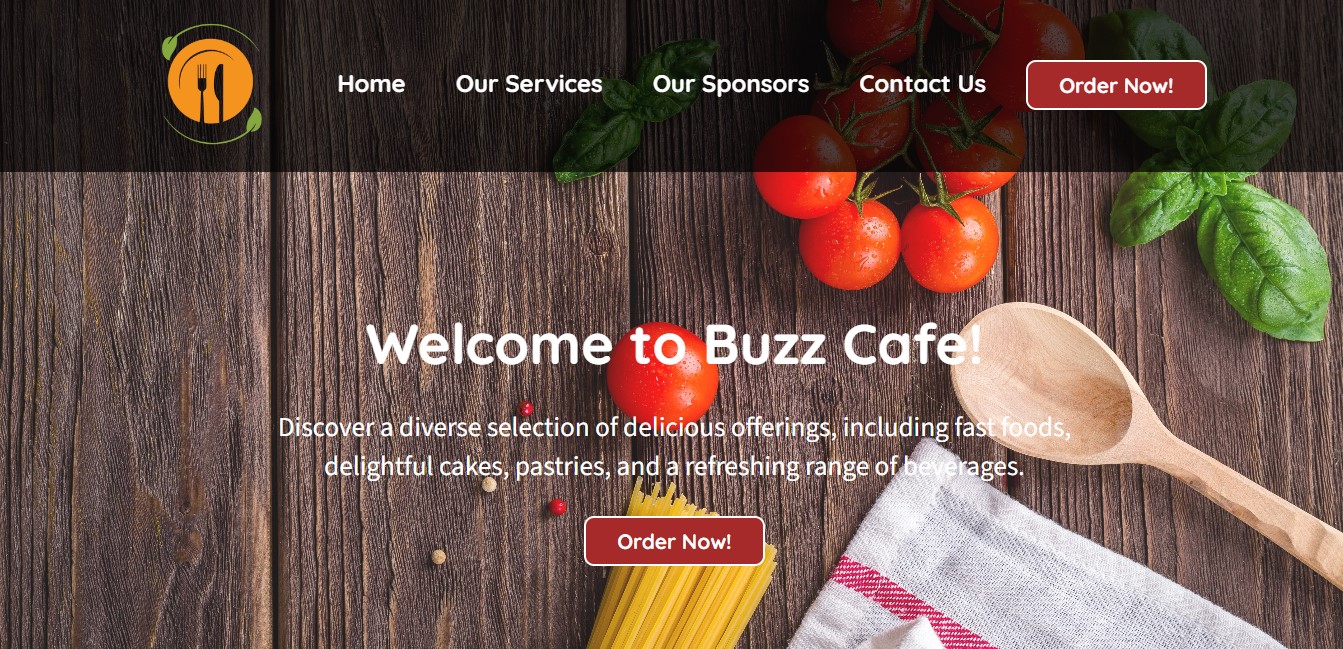 Home Our Services Our Sponsors Contact Us Order Now!
Welcome to Buzz Cafe!
Discover a diverse selection of delicious offerings, including fast foods,
delightful cakes, pastries, and a refreshing range of beverages.
Order Now!